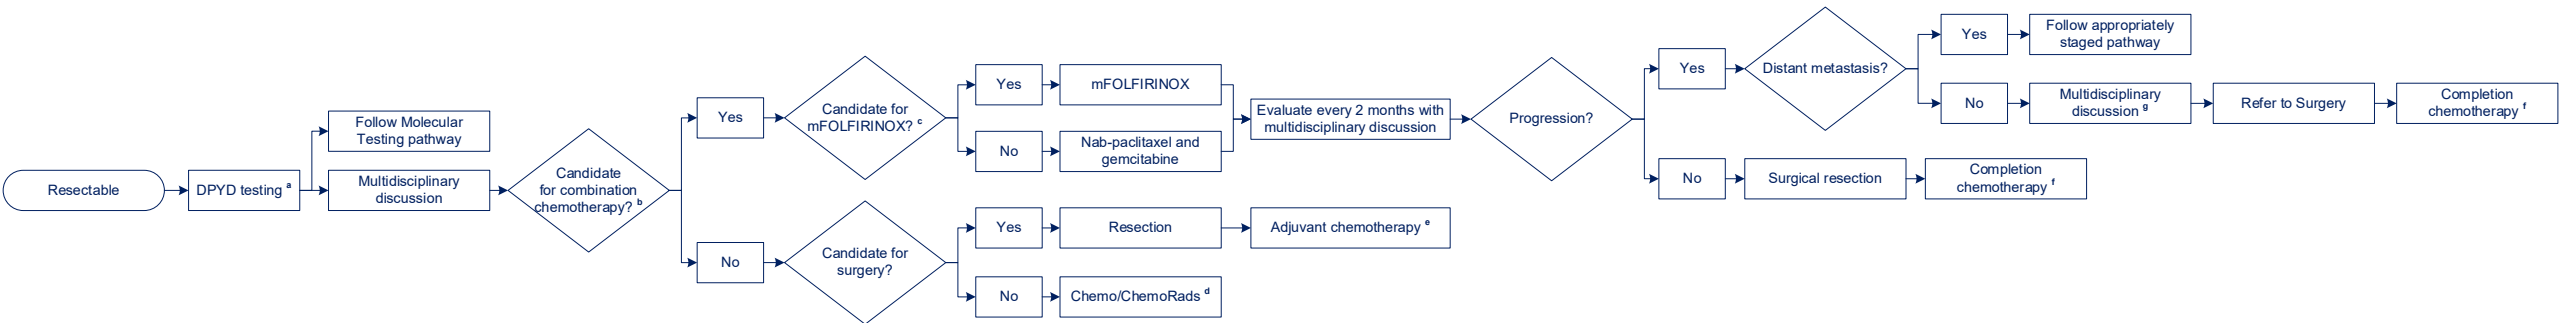 Resectable
DPYD testing a
Follow Molecular
Testing pathway
Multidisciplinary
discussion
Candidate
for combination
chemotherapy? b
Yes
Candidate for
mFOLFIRINOX? c
Yes
mFOLFIRINOX
No
Nab-paclitaxel and
gemcitabine
Evaluate every 2 months with
multidisciplinary discussion
Progression?
Yes
Distant metastasis?
Yes
Follow appropriately
staged pathway
No
Multidisciplinary
discussion g
Refer to Surgery
Completion
chemotherapy f
No
Surgical resection
Completion
chemotherapy f
No
Candidate for
surgery?
Yes
Resection
Adjuvant chemotherapy e
No
Chemo/ChemoRads d